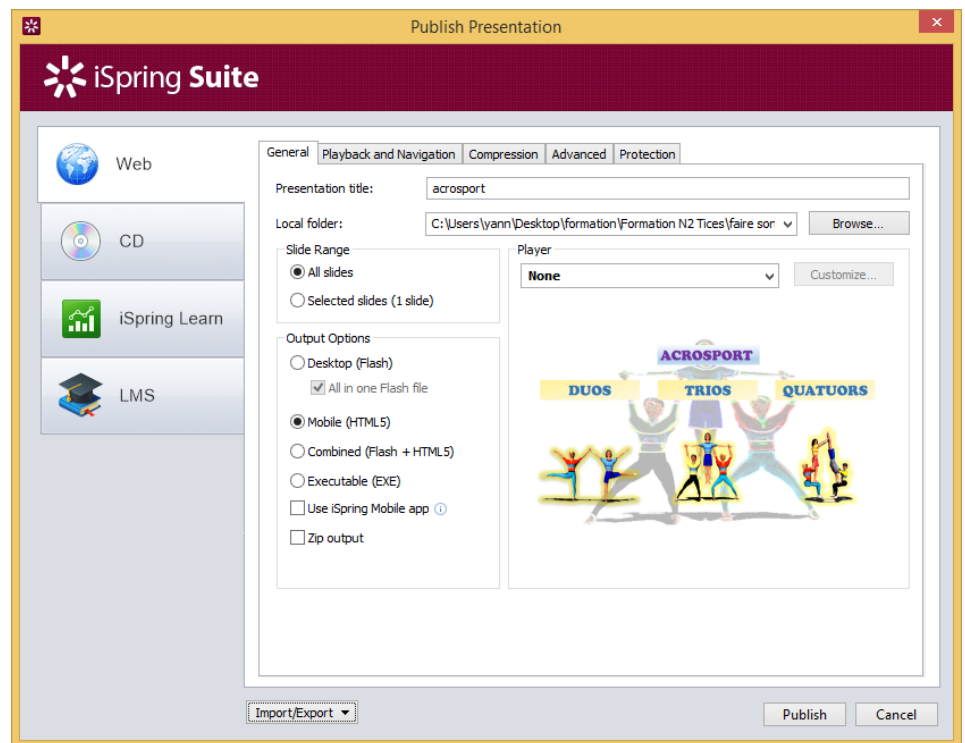 Publish Presentation
iSpring Suite
Web
CD
iSpring Learn
LMS
General Playback and Navigation Compression Advanced Protection
Presentation title: acrosport
Local folder: C:\Users\yann\Desktop\formation\Formation N2 Tices\faire son Browse...
Slide Range
All slides
Selected slides (1 slide)
Player
None Customize...
Output Options
Desktop (Flash)
All in one Flash file
Mobile (HTML5)
Combined (Flash + HTML5)
Executable (EXE)
Use iSpring Mobile app
Zip output
ACROSPORT
DUOS TRIOS QUATUORS
Import/Export
Publish Cancel